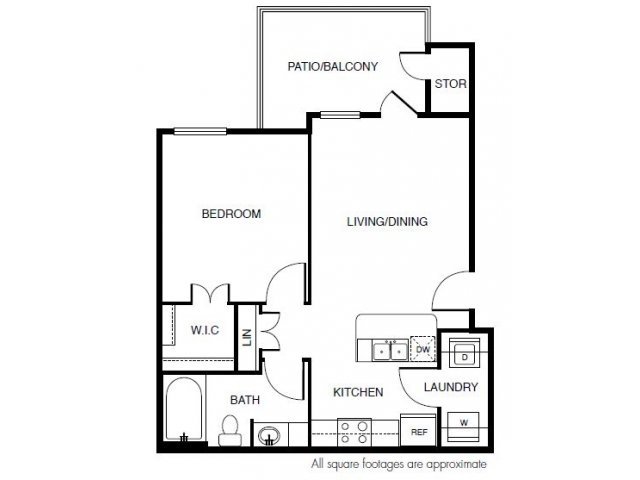 PATIO/BALCONY
STOR
BEDROOM
LIVING/DINING
W.I.C
LIN
DW
D
KITCHEN
LAUNDRY
BATH
W
REF
All square footages are approximate